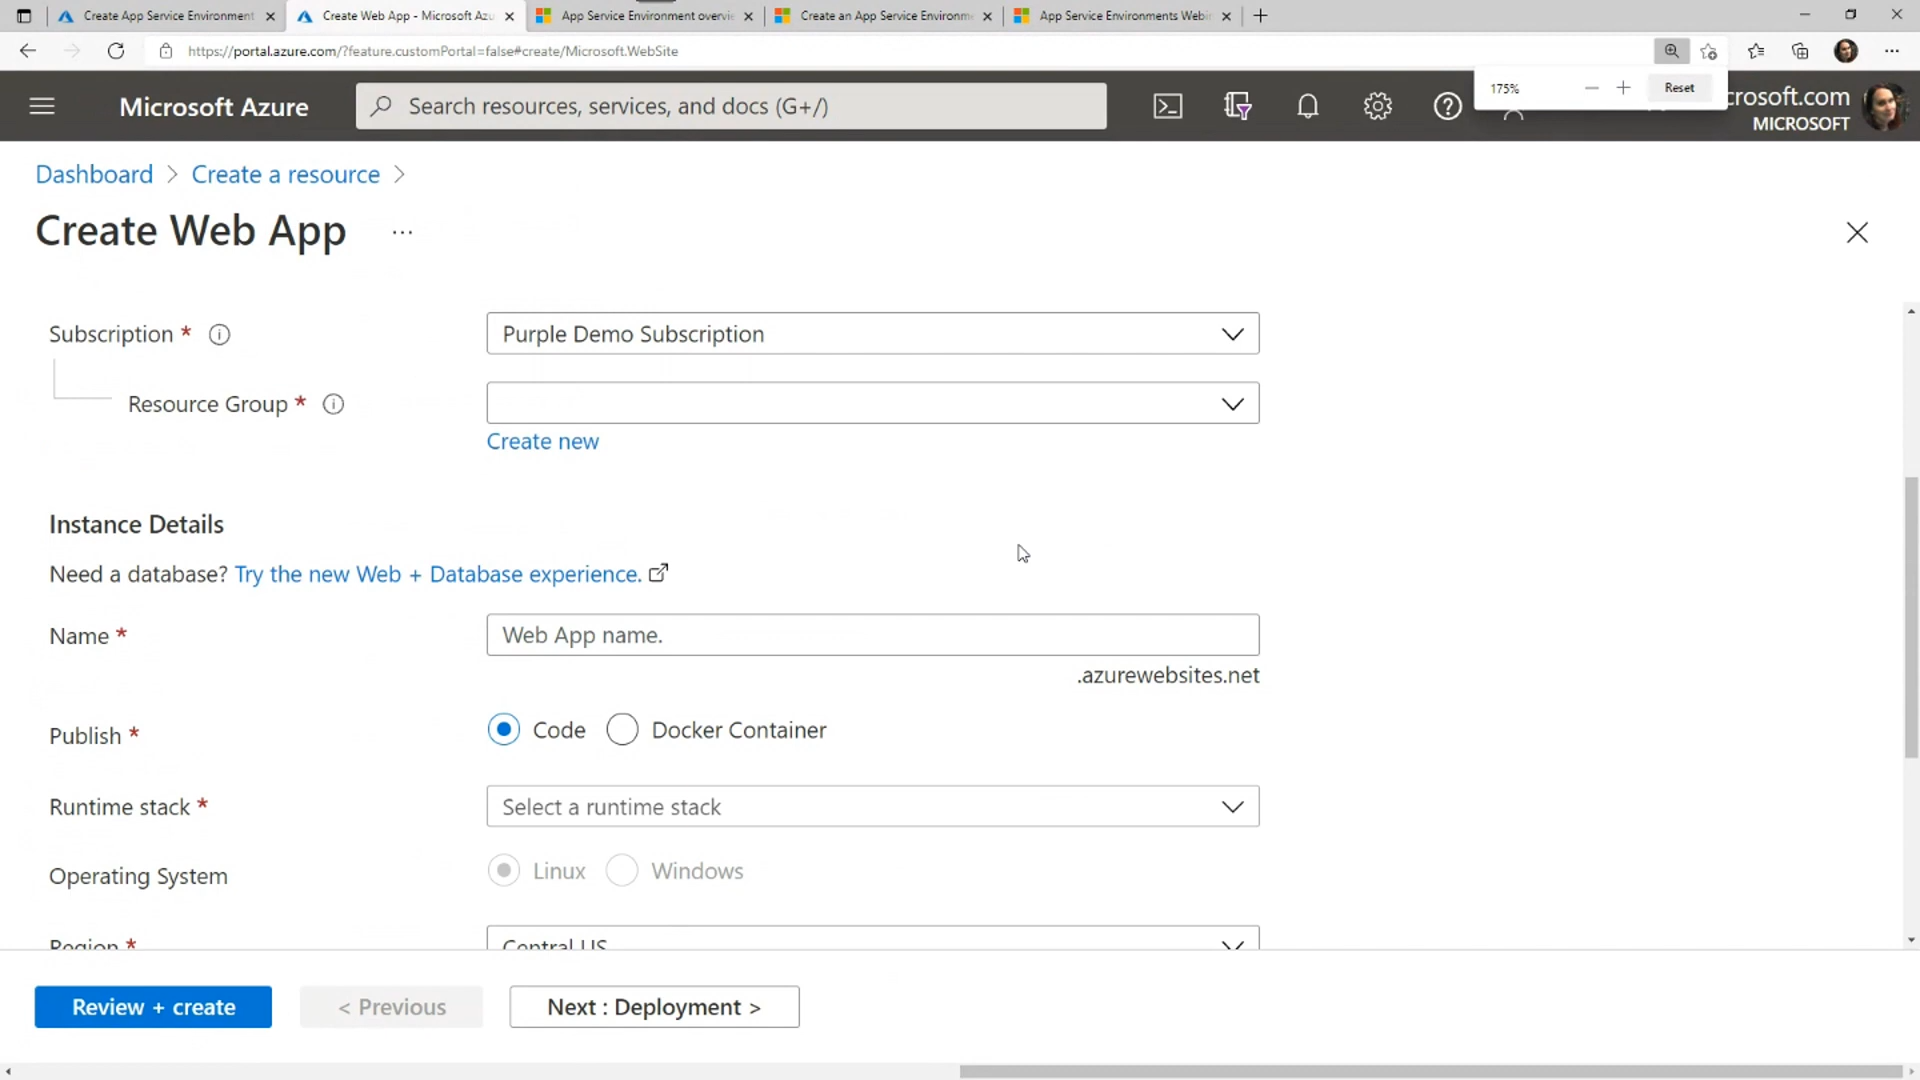 Create App Service Environment
Create Web App - Microsoft Azu
App Service Environment overvie
Create an App Service Environme
App Service Environments Webi
https://portal.azure.com/?feature.customPortal=false#create/Microsoft.WebSite
175%
Reset
Microsoft Azure
Search resources, services, and docs (G+/)
crosoft.com
MICROSOFT
Dashboard > Create a resource >
Create Web App ...
Subscription *
Purple Demo Subscription
Resource Group *
Create new
Instance Details
Need a database? Try the new Web + Database experience.
Name *
Web App name.
.azurewebsites.net
Publish *
Code
Docker Container
Runtime stack *
Select a runtime stack
Operating System
Linux
Windows
Region *
Central US
Review + create
< Previous
Next : Deployment >